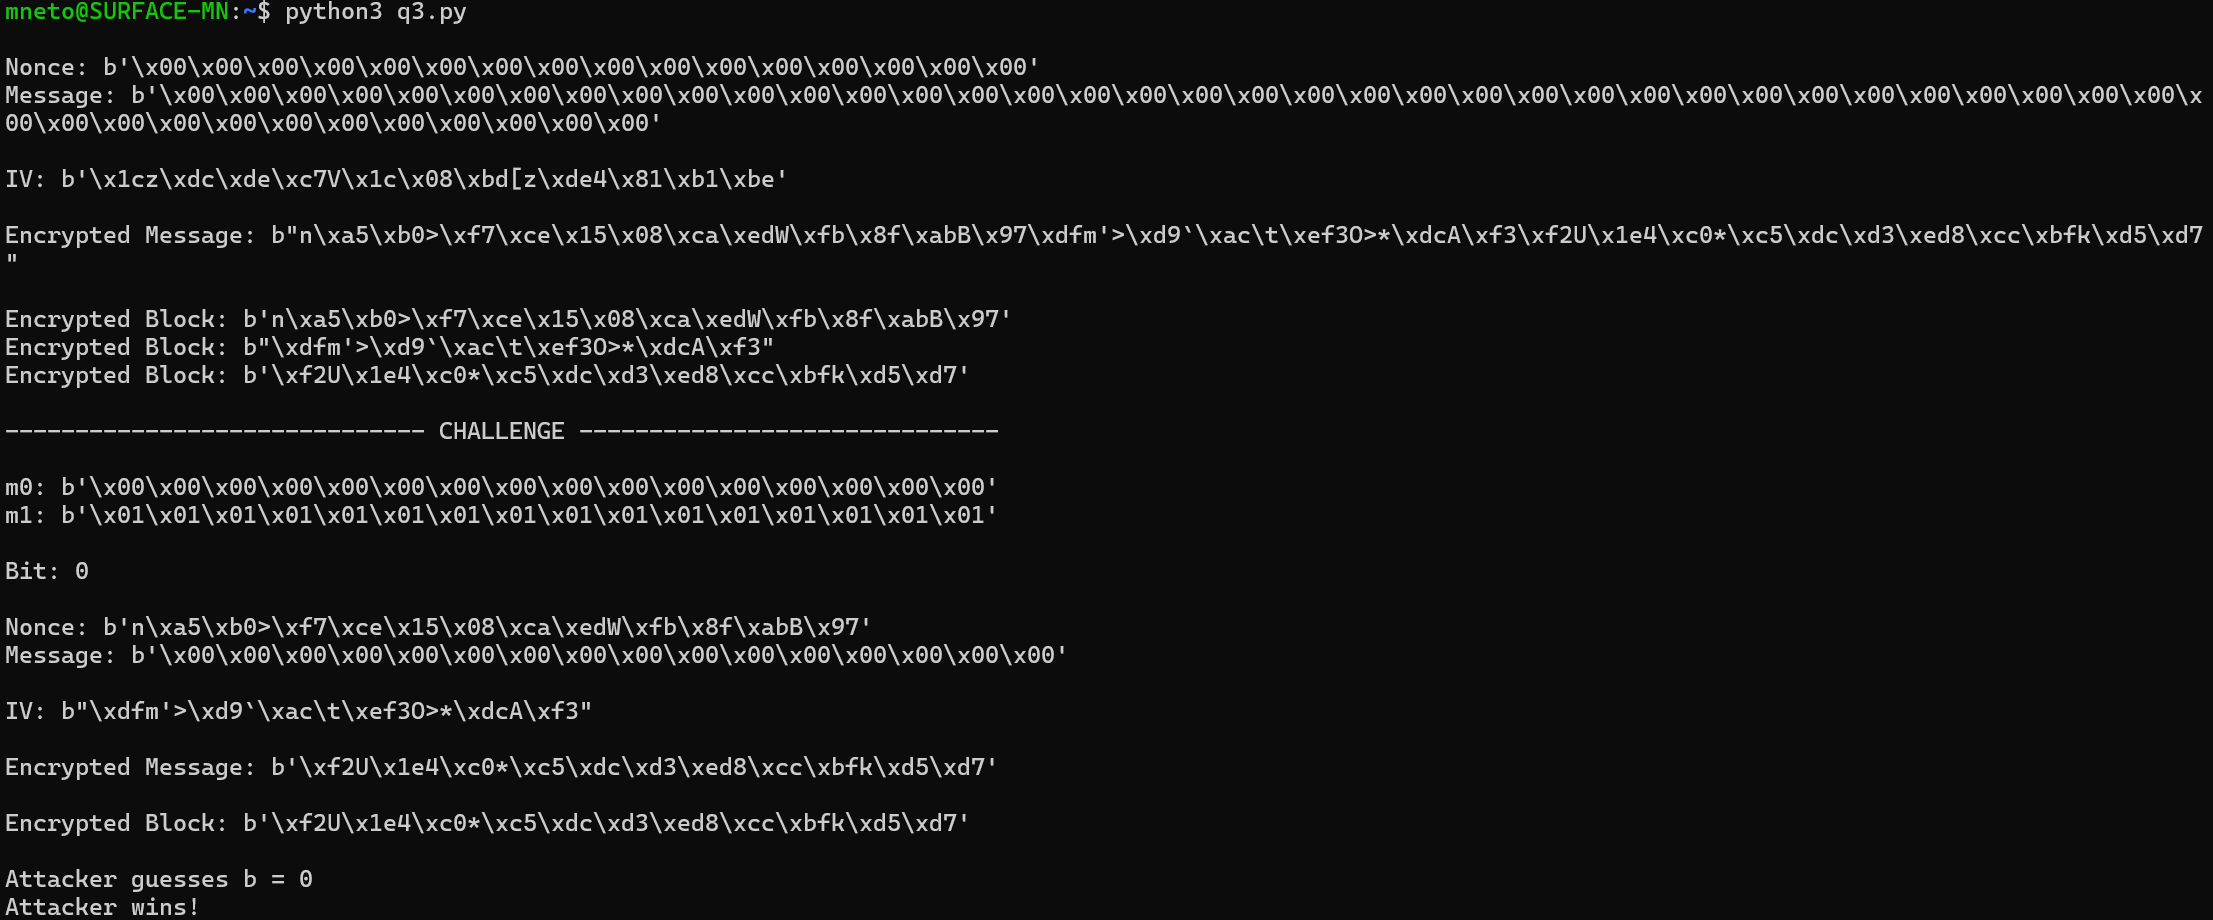 mneto@SURFACE-MN:~$ python3 q3.py
Nonce: b'\x00\x00\x00\x00\x00\x00\x00\x00\x00\x00\x00\x00\x00\x00\x00\x00'
Message: b'\x00\x00\x00\x00\x00\x00\x00\x00\x00\x00\x00\x00\x00\x00\x00\x00\x00\x00\x00\x00\x00\x00\x00\x00\x00\x00\x00\x00\x00\x00\x00\x00\x00\x00\x00\x00\x
00\x00\x00\x00\x00\x00\x00\x00\x00\x00\x00\x00'
IV: b'\x1cz\xdc\xde\xc7V\x1c\x08\xbd[z\xde4\x81\xb1\xbe'
Encrypted Message: b"n\xa5\xb0>\xf7\xce\x15\x08\xca\xedW\xfb\x8f\xabB\x97\xdfm'>\xd9`\xac\t\xef3O>*\xdcA\xf3\xf2U\x1e4\xc0*\xc5\xdc\xd3\xed8\xcc\xbfk\xd5\xd7
"
Encrypted Block: b'n\xa5\xb0>\xf7\xce\x15\x08\xca\xedW\xfb\x8f\xabB\x97'
Encrypted Block: b"\xdfm'>\xd9`\xac\t\xef3O>*\xdcA\xf3"
Encrypted Block: b'\xf2U\x1e4\xc0*\xc5\xdc\xd3\xed8\xcc\xbfk\xd5\xd7'
------------------------------ CHALLENGE ------------------------------
m0: b'\x00\x00\x00\x00\x00\x00\x00\x00\x00\x00\x00\x00\x00\x00\x00\x00'
m1: b'\x01\x01\x01\x01\x01\x01\x01\x01\x01\x01\x01\x01\x01\x01\x01\x01'
Bit: 0
Nonce: b'n\xa5\xb0>\xf7\xce\x15\x08\xca\xedW\xfb\x8f\xabB\x97'
Message: b'\x00\x00\x00\x00\x00\x00\x00\x00\x00\x00\x00\x00\x00\x00\x00\x00'
IV: b"\xdfm'>\xd9`\xac\t\xef3O>*\xdcA\xf3"
Encrypted Message: b'\xf2U\x1e4\xc0*\xc5\xdc\xd3\xed8\xcc\xbfk\xd5\xd7'
Encrypted Block: b'\xf2U\x1e4\xc0*\xc5\xdc\xd3\xed8\xcc\xbfk\xd5\xd7'
Attacker guesses b = 0
Attacker wins!